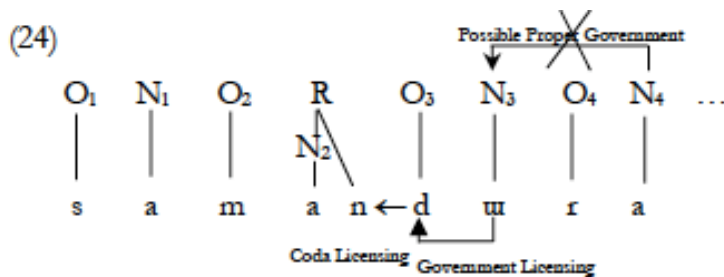 (24)
Possible Proper Government
O₁ N₁ O₂ R O₃ N₃ O₄ N₄ …
N₂
s a m a n ← d ɯ r a
Coda Licensing Government Licensing